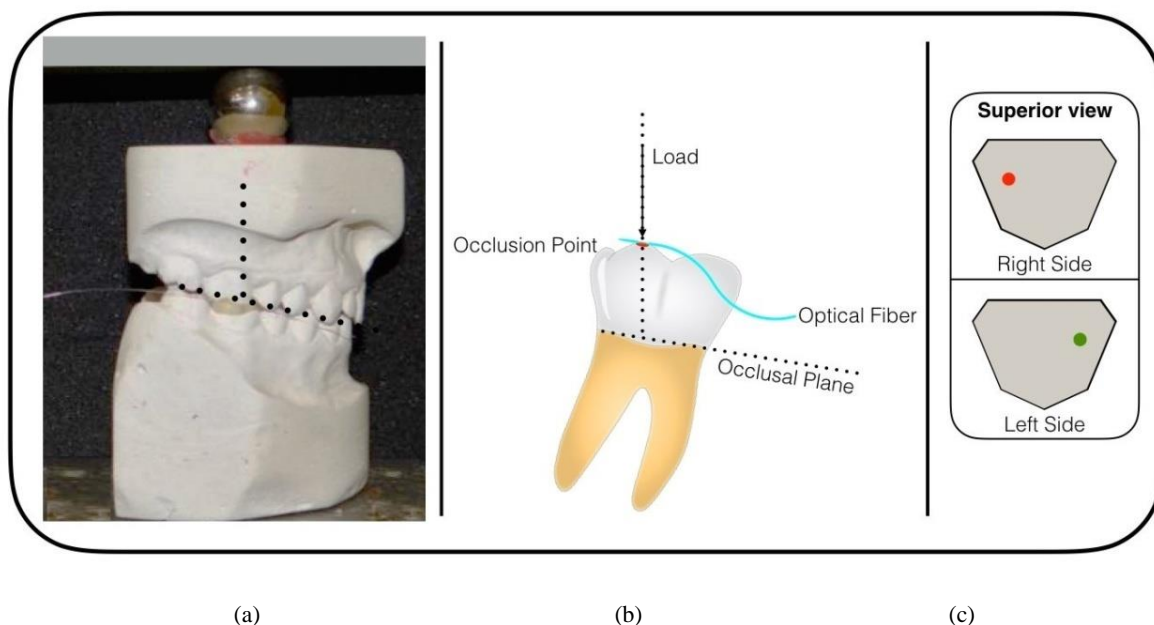 Load
Occlusion Point
Optical Fiber
Occlusal Plane
Superior view
Right Side
Left Side
(a)
(b)
(c)